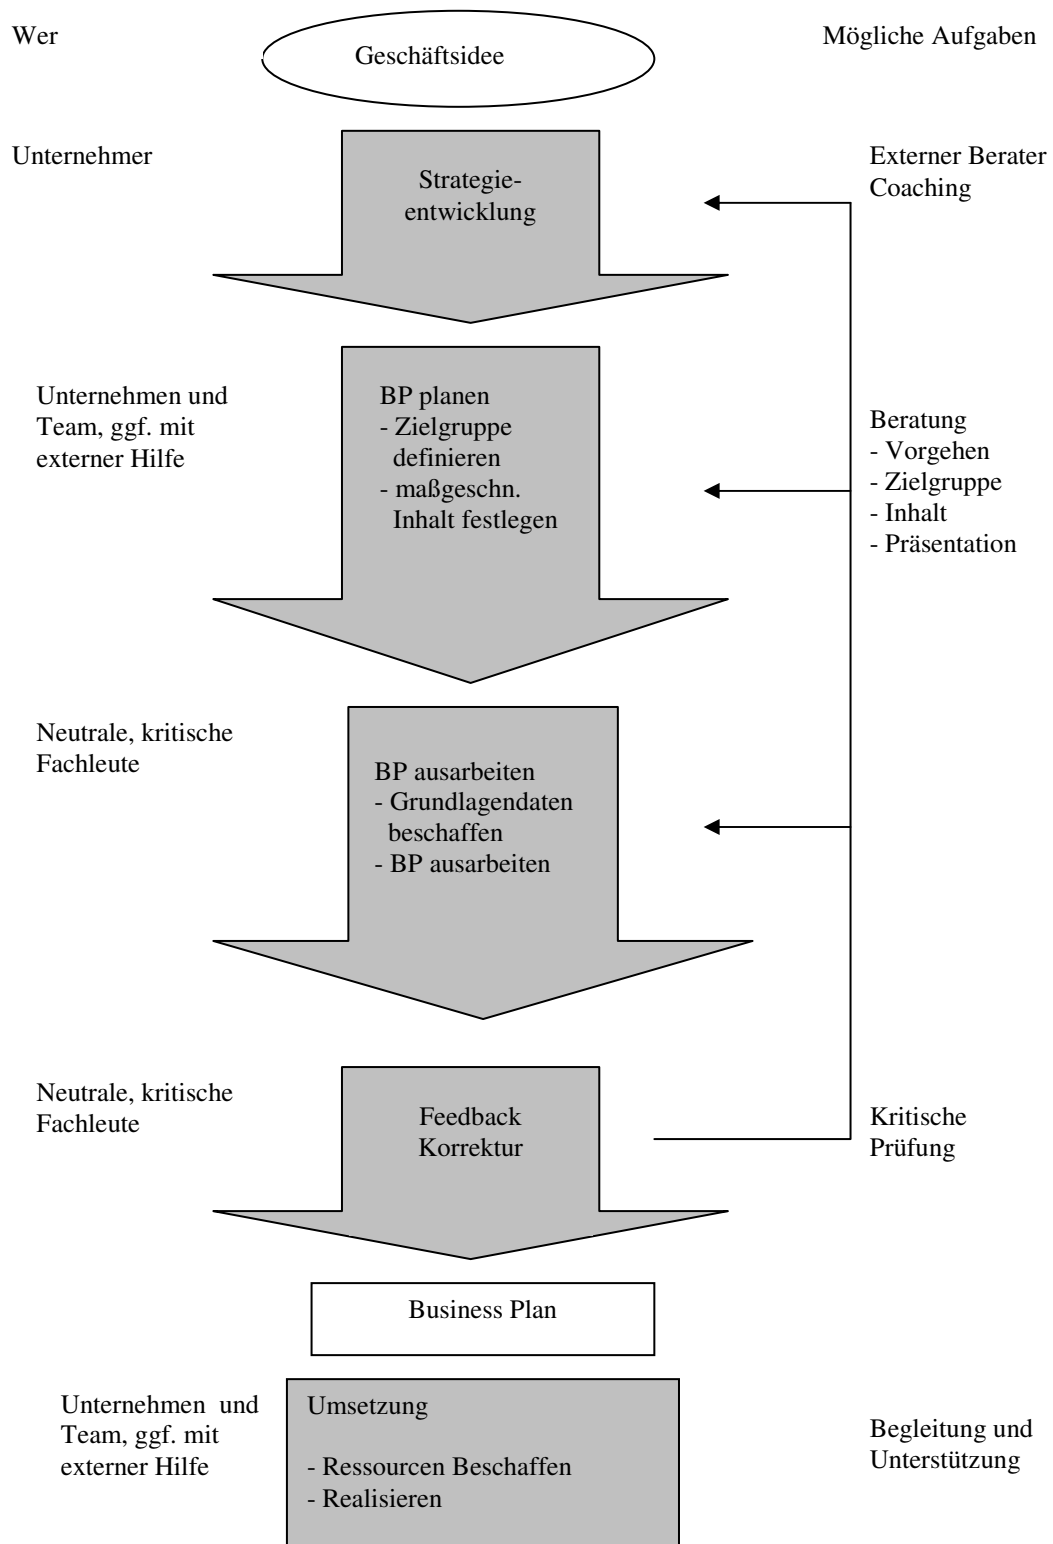 Wer
Geschäftsidee
Mögliche Aufgaben
Unternehmer
Strategie-
entwicklung
Externer Berater
Coaching
Unternehmen und
Team, ggf. mit
externer Hilfe
BP planen
- Zielgruppe
definieren
- maßgeschn.
Inhalt festlegen
Beratung
- Vorgehen
- Zielgruppe
- Inhalt
- Präsentation
Neutrale, kritische
Fachleute
BP ausarbeiten
- Grundlagendaten
beschaffen
- BP ausarbeiten
Neutrale, kritische
Fachleute
Feedback
Korrektur
Kritische
Prüfung
Business Plan
Unternehmen und
Team, ggf. mit
externer Hilfe
Umsetzung
- Ressourcen Beschaffen
- Realisieren
Begleitung und
Unterstützung